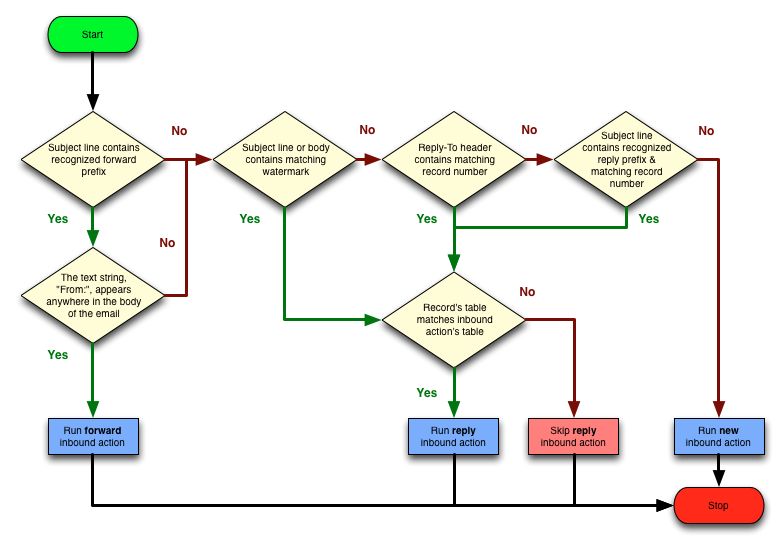 Start
Subject line contains
recognized forward
prefix
No
Subject line or body
contains matching
watermark
No
Reply-To header
contains matching
record number
No
Subject line
contains recognized
reply prefix &
matching record
number
No
Yes
Yes
Yes
Yes
No
The text string,
"From:", appears
anywhere in the body
of the email
Record's table
matches inbound
action's table
No
Yes
Yes
Run forward
inbound action
Run reply
inbound action
Skip reply
inbound action
Run new
inbound action
Stop